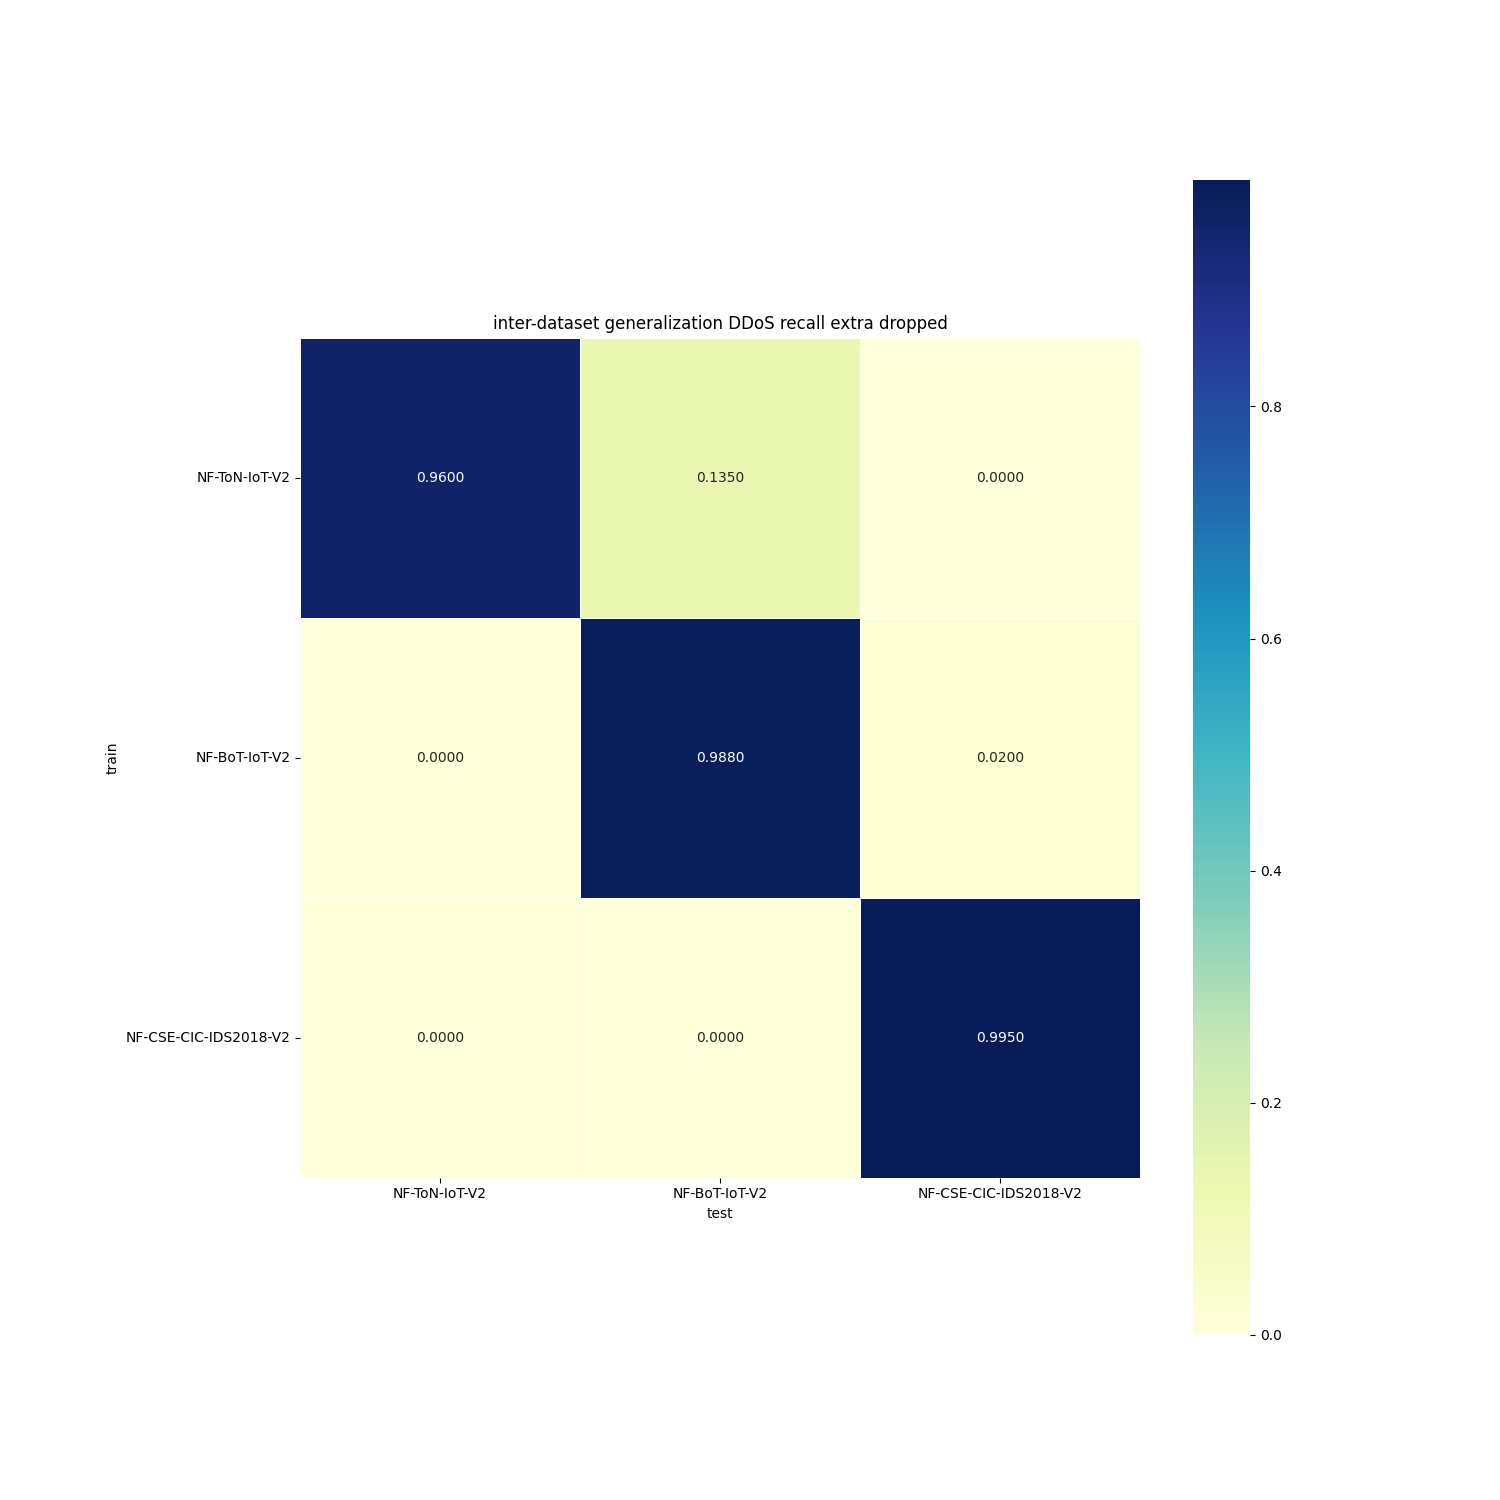 inter-dataset generalization DDoS recall extra dropped
NF-ToN-IoT-V2
0.9600
0.1350
0.0000
NF-BoT-IoT-V2
0.0000
0.9880
0.0200
NF-CSE-CIC-IDS2018-V2
0.0000
0.0000
0.9950
train
NF-ToN-IoT-V2
NF-BoT-IoT-V2
NF-CSE-CIC-IDS2018-V2
test
0.8
0.6
0.4
0.2
0.0